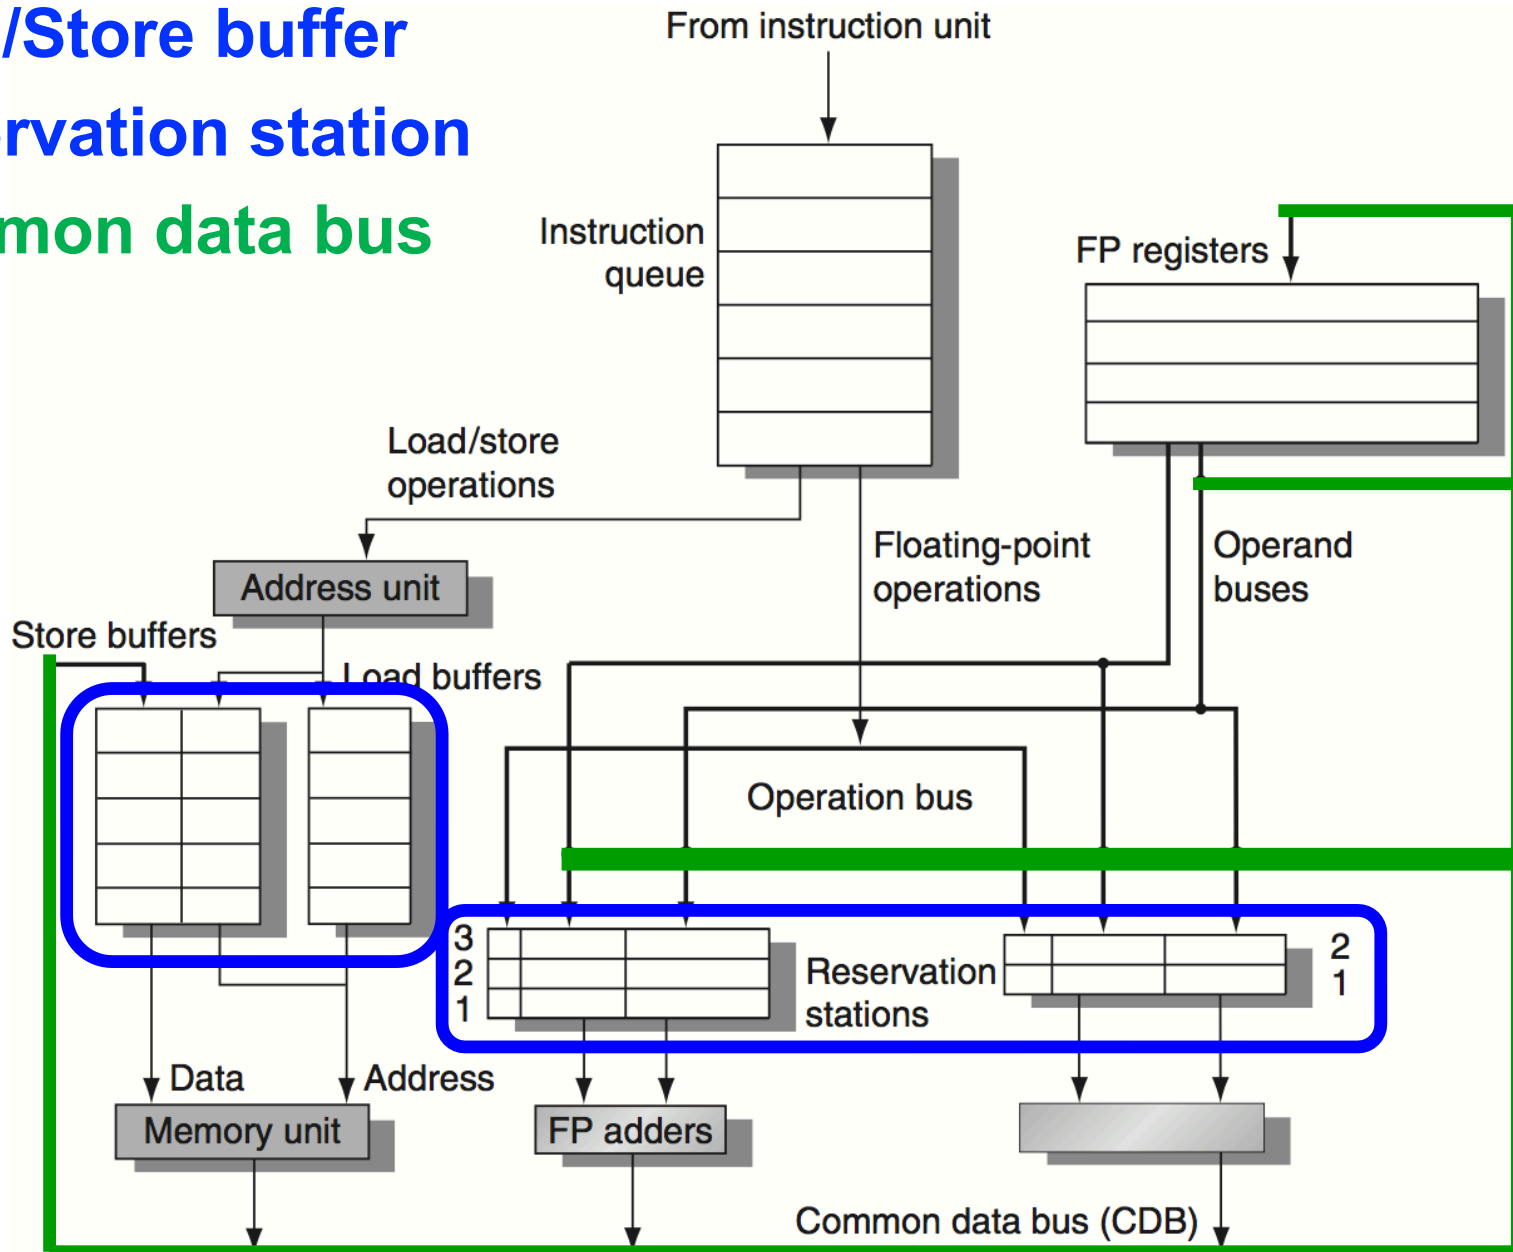 /Store buffer
rvation station
mon data bus
From instruction unit
Instruction
queue
FP registers
Load/store
operations
Floating-point
operations
Operand
buses
Address unit
Store buffers
Load buffers
Operation bus
3
2
1
Reservation
stations
2
1
Data
Address
Memory unit
FP adders
Common data bus (CDB)